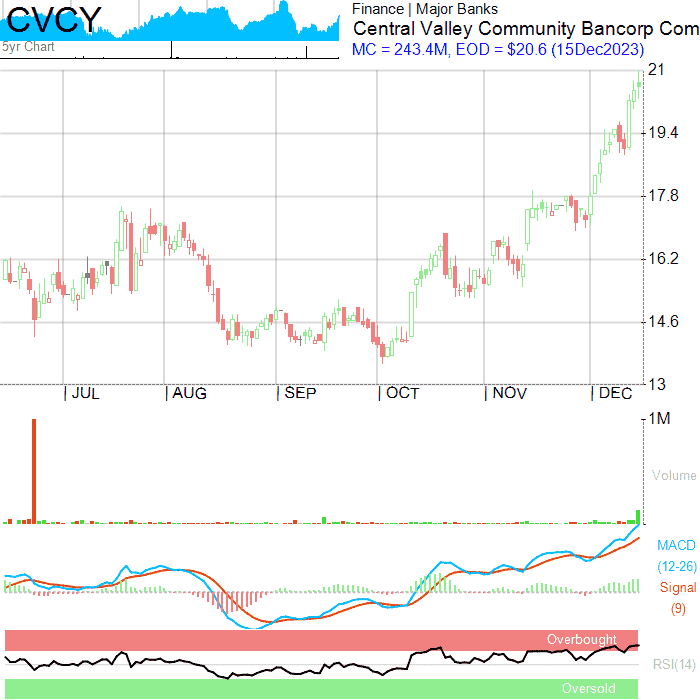 CVCY
5yr Chart
Finance | Major Banks
Central Valley Community Bancorp Com
MC = 243.4M, EOD = $20.6 (15Dec2023)
21
19.4
17.8
16.2
14.6
13
JUL AUG SEP OCT NOV DEC
1M
Volume
MACD
(12-26)
Signal
(9)
Overbought
RSI(14)
Oversold